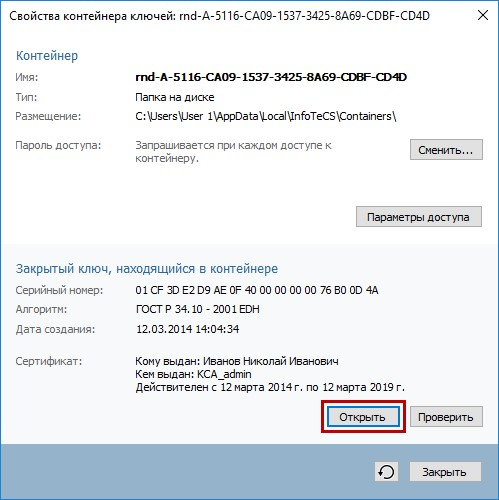 Свойства контейнера ключей: rnd-A-5116-CA09-1537-3425-8A69-CDBF-CD4D
Контейнер
Имя: rnd-A-5116-CA09-1537-3425-8A69-CDBF-CD4D
Тип: Папка на диске
Размещение: C:\Users\User 1\AppData\Local\InfoTeCS\Containers\
Пароль доступа: Запрашивается при каждом доступе к контейнеру. Сменить...
Параметры доступа
Закрытый ключ, находящийся в контейнере
Серийный номер: 01 CF 3D E2 D9 AE 0F 40 00 00 00 00 76 B0 0D 4A
Алгоритм: ГОСТ Р 34.10 - 2001 EDH
Дата создания: 12.03.2014 14:04:34
Сертификат: Кому выдан: Иванов Николай Иванович
Кем выдан: KCA_admin
Действителен с 12 марта 2014 г. по 12 марта 2019 г.
Открыть Проверить
Закрыть